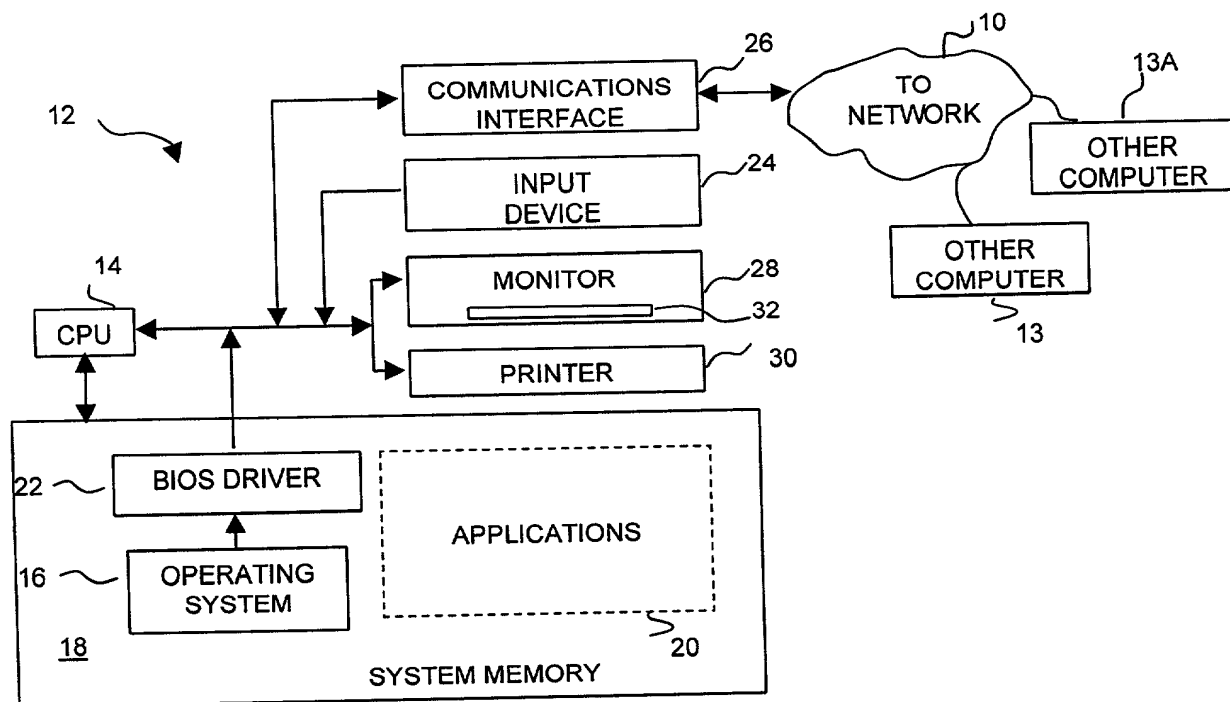 10
26
13A
COMMUNICATIONS
INTERFACE
TO
NETWORK
12
OTHER
COMPUTER
INPUT
DEVICE
24
OTHER
COMPUTER
MONITOR
28
14
32
13
CPU
PRINTER
30
BIOS DRIVER
22
APPLICATIONS
OPERATING
SYSTEM
16
18
20
SYSTEM MEMORY